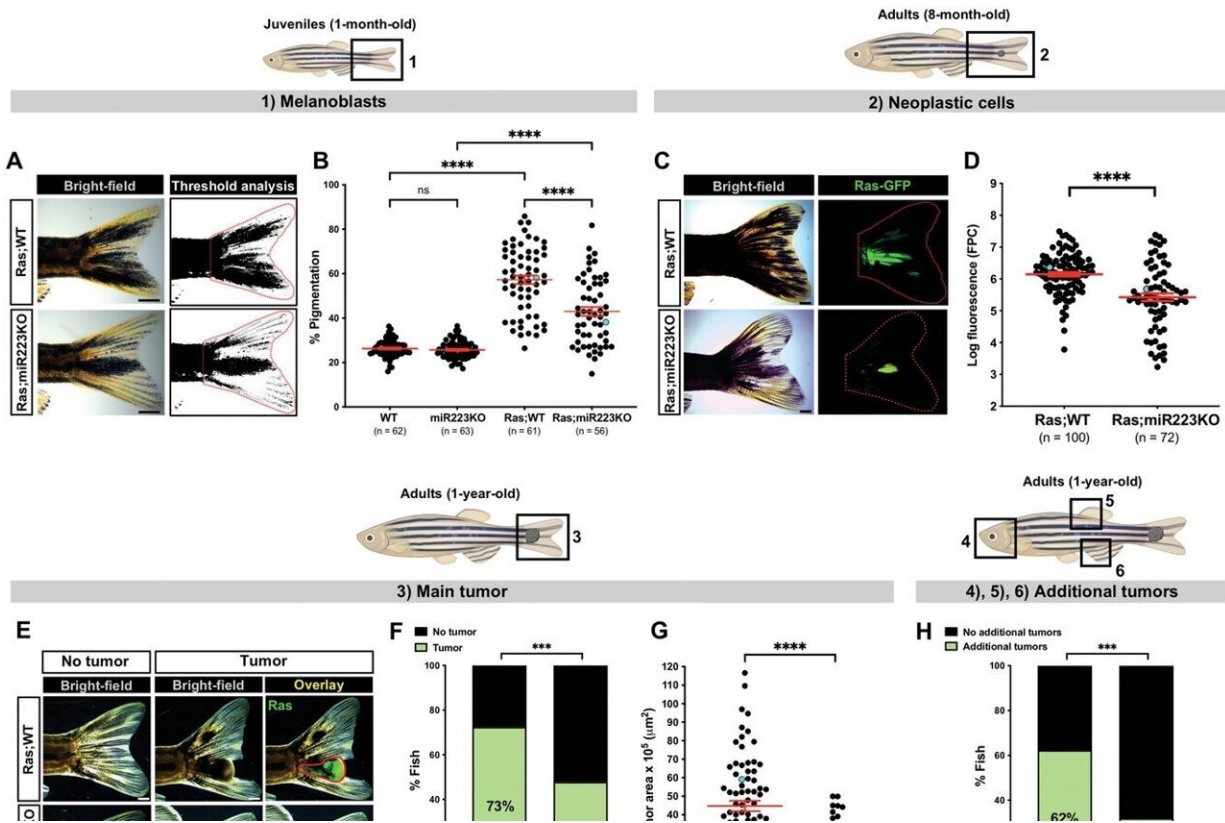 Juveniles (1-month-old)
1
1) Melanoblasts
Adults (8-month-old)
2
2) Neoplastic cells
A
Bright-field
Threshold analysis
Ras;WT
Ras;miR223KO
B
% Pigmentation
100
80
60
40
20
0
ns
****
****
****
WT
miR223KO
Ras;WT
Ras;miR223KO
(n = 62)
(n = 63)
(n = 61)
(n = 56)
C
Bright-field
Ras-GFP
Ras;WT
Ras;miR223KO
D
Log fluorescence (FPC)
9
8
7
6
5
4
3
2
****
Ras;WT
Ras;miR223KO
(n = 100)
(n = 72)
Adults (1-year-old)
3
3) Main tumor
Adults (1-year-old)
4
5
6
4), 5), 6) Additional tumors
E
No tumor
Tumor
Bright-field
Bright-field
Overlay
Ras
Ras;WT
F
No tumor
Tumor
***
% Fish
100
80
60
40
73%
G
****
area x 10⁵ (μm²)
120
110
100
90
80
70
60
50
40
H
No additional tumors
Additional tumors
***
% Fish
100
80
60
40
62%